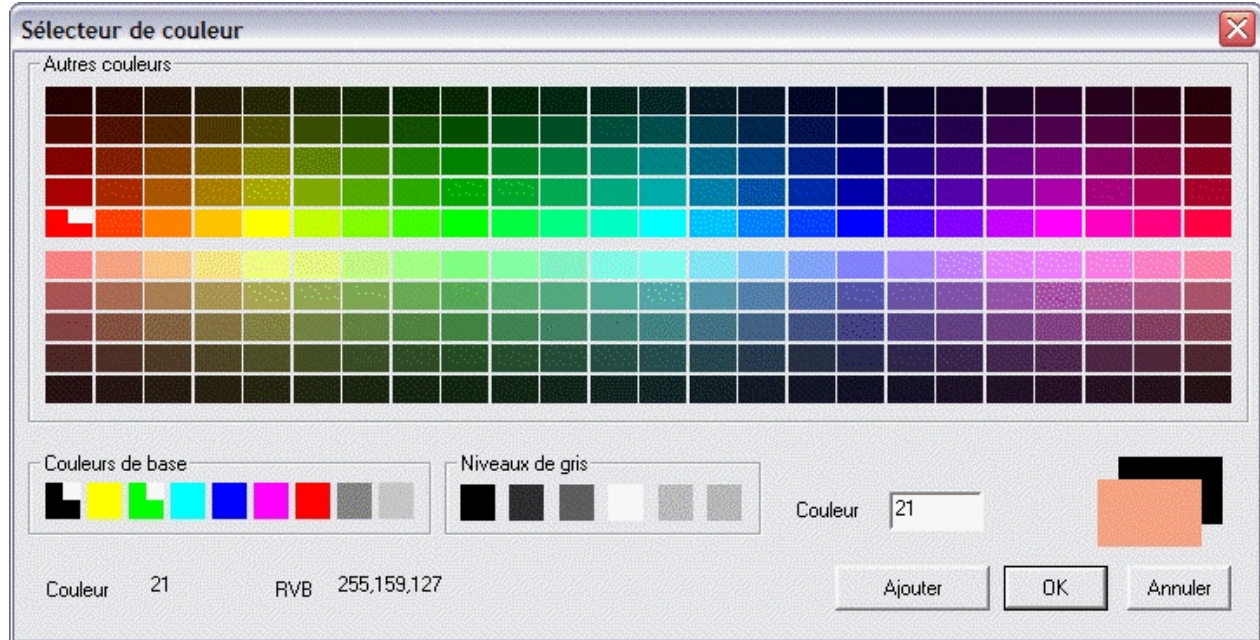 Sélecteur de couleur
Autres couleurs
Couleurs de base
Niveaux de gris
Couleur 21
Couleur 21 RVB 255,159,127
Ajouter OK Annuler